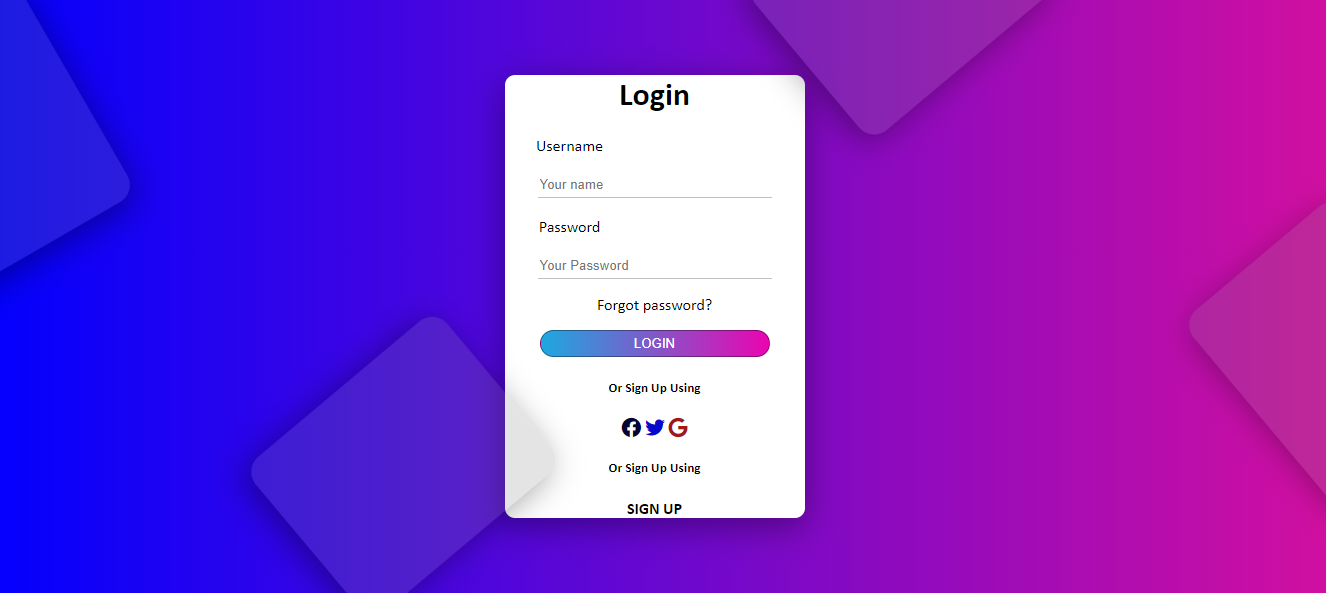 Login
Username
Your name
Password
Your Password
Forgot password?
LOGIN
Or Sign Up Using
Or Sign Up Using
SIGN UP